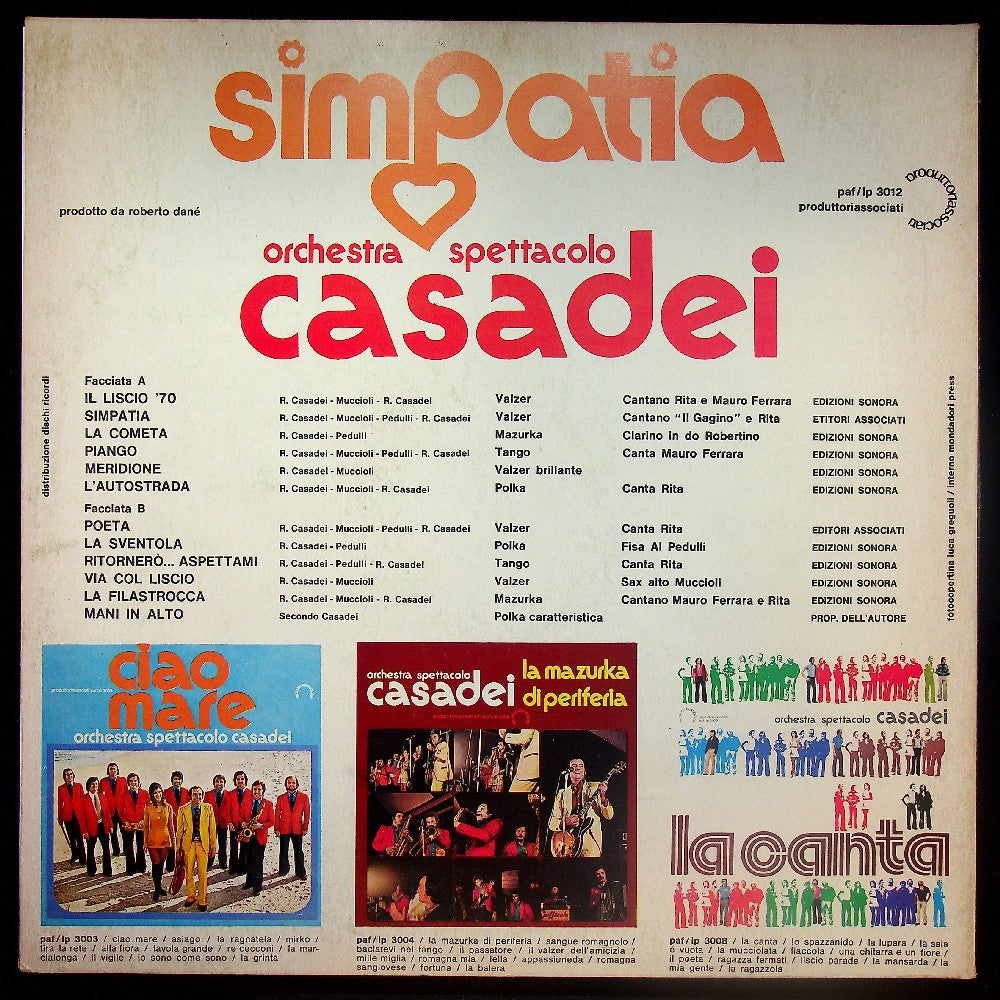 simpatia
prodotto da roberto dané
paf/lp 3012
produttoriassociati
produttoriassociati
orchestra spettacolo
casadei
distribuzione dischi ricordi
Facciata A
IL LISCIO '70 R. Casadei - Muccioli - R. Casadei Valzer Cantano Rita e Mauro Ferrara EDIZIONI SONORA
SIMPATIA R. Casadei - Muccioli - Pedulli - R. Casadei Valzer Cantano "Il Gagino" e Rita ETITORI ASSOCIATI
LA COMETA R. Casadei - Pedulli Mazurka Clarino in do Robertino EDIZIONI SONORA
PIANGO R. Casadei - Muccioli - Pedulli - R. Casadei Tango Canta Mauro Ferrara EDIZIONI SONORA
MERIDIONE R. Casadei - Muccioli Valzer brillante EDIZIONI SONORA
L'AUTOSTRADA R. Casadei - Muccioli - R. Casadei Polka Canta Rita EDIZIONI SONORA
Facciata B
POETA R. Casadei - Muccioli - Pedulli - R. Casadei Valzer Canta Rita EDITORI ASSOCIATI
LA SVENTOLA R. Casadei - Pedulli Polka Fisa Al Pedulli EDIZIONI SONORA
RITORNERÒ... ASPETTAMI R. Casadei - Pedulli - R. Casadei Tango Canta Rita EDIZIONI SONORA
VIA COL LISCIO R. Casadei - Muccioli Valzer Sax alto Muccioli EDIZIONI SONORA
LA FILASTROCCA R. Casadei - Muccioli - R. Casadei Mazurka Cantano Mauro Ferrara e Rita EDIZIONI SONORA
MANI IN ALTO Secondo Casadei Polka caratteristica PROP. DELL'AUTORE
fotocopertina luca greguoli / interno mondadori press
ciao
mare
orchestra spettacolo casadei
paf/lp 3003 / ciao mare / asiago / la ragnatela / mirko /
tira la rete / alla fiora / tavola grande / re cucconi / la mar-
cialonga / il vigile / io sono come sono / la grinta
orchestra spettacolo
casadei
la mazurka
di periferia
paf/lp 3004 / la mazurka di periferia / sangue romagnolo /
baciatevi nel tango / il passatore / il valzer dell'amicizia /
mille miglia / romagna mia / lella / appassiuneda / romagna
sangiovese / fortuna / la balera
orchestra spettacolo casadei
la canta
paf/lp 3008 / la canta / lo spazzanido / la lupara / la sala
si vuota / la mucciolata / fiaccola / una chitarra e un fiore /
il poeta / ragazza fermati / liscio parade / la mansarda / la
mia gente / la ragazzola